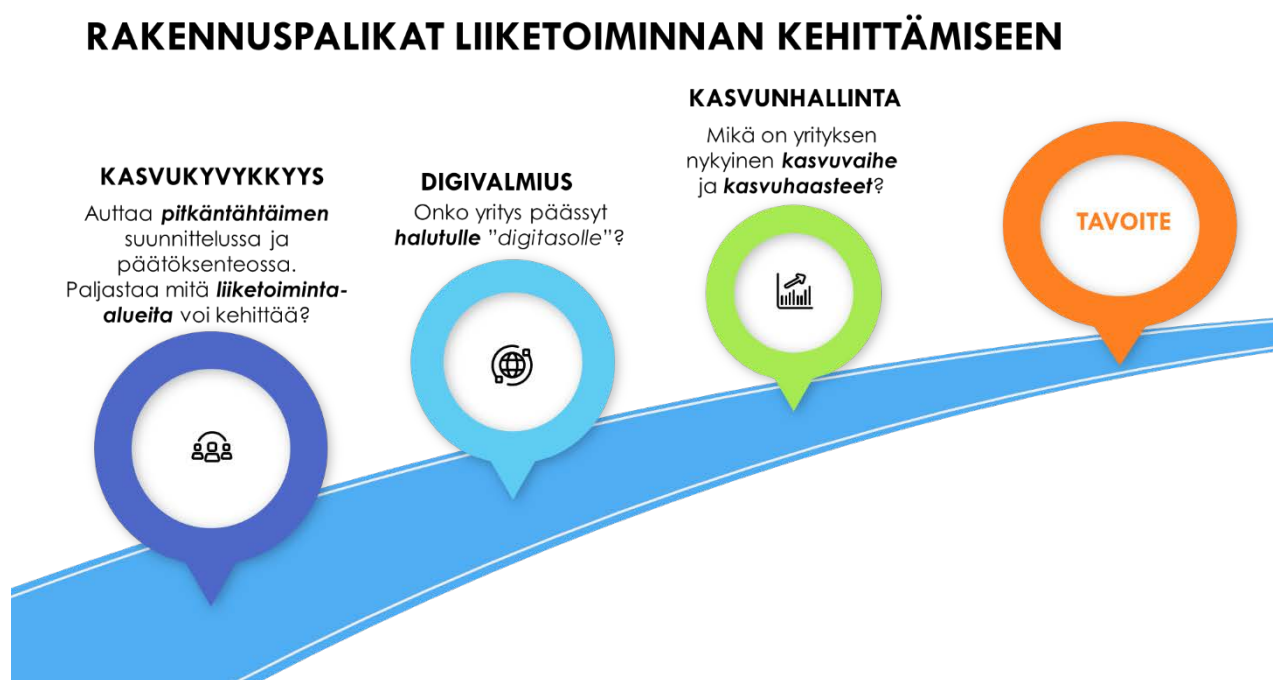 RAKENNUSPALIKAT LIIKETOIMINNAN KEHITTÄMISEEN
KASVUKYVYKKYYS
Auttaa pitkäntähtäimen
suunnittelussa ja
päätöksenteossa.
Paljastaa mitä liiketoiminta-
alueita voi kehittää?
DIGIVALMIUS
Onko yritys päässyt
halutulle "digitasolle"?
KASVUNHALLINTA
Mikä on yrityksen
nykyinen kasvuvaihe
ja kasvuhaasteet?
TAVOITE